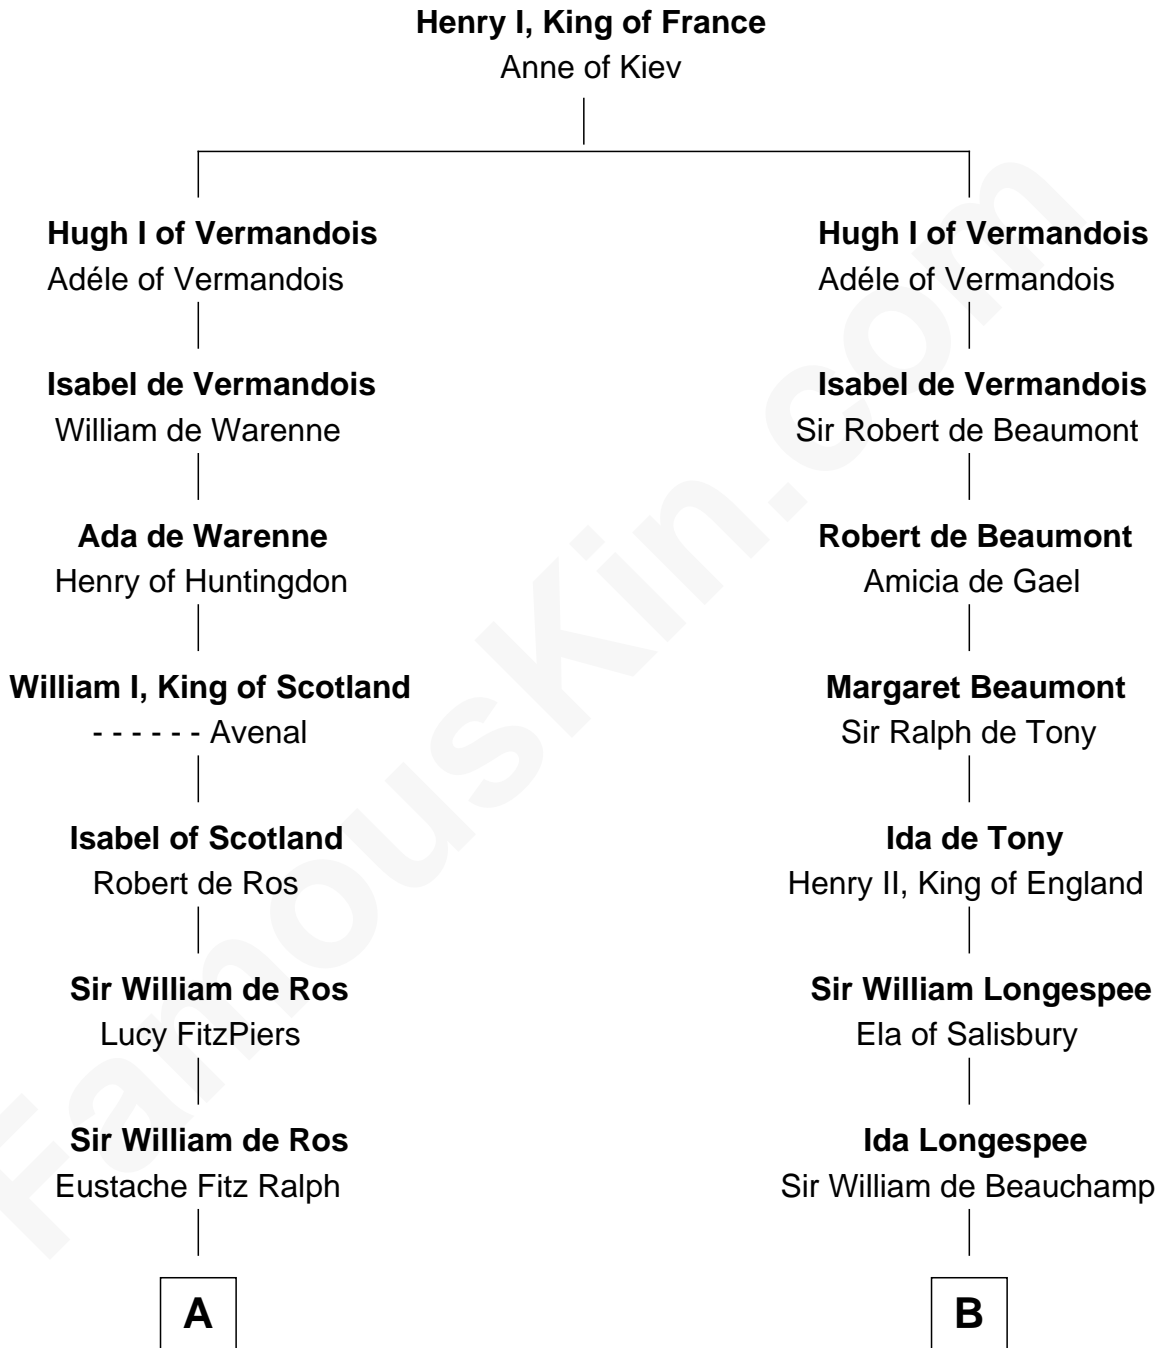 Henry I, King of France
Anne of Kiev
Hugh I of Vermandois
Adéle of Vermandois
Isabel de Vermandois
William de Warenne
Ada de Warenne
Henry of Huntingdon
William I, King of Scotland
- - - - - - Avenal
Isabel of Scotland
Robert de Ros
Sir William de Ros
Lucy FitzPiers
Sir William de Ros
Eustache Fitz Ralph
A
Hugh I of Vermandois
Adéle of Vermandois
Isabel de Vermandois
Sir Robert de Beaumont
Robert de Beaumont
Amicia de Gael
Margaret Beaumont
Sir Ralph de Tony
Ida de Tony
Henry II, King of England
Sir William Longespee
Ela of Salisbury
Ida Longespee
Sir William de Beauchamp
B
FamousKin.com